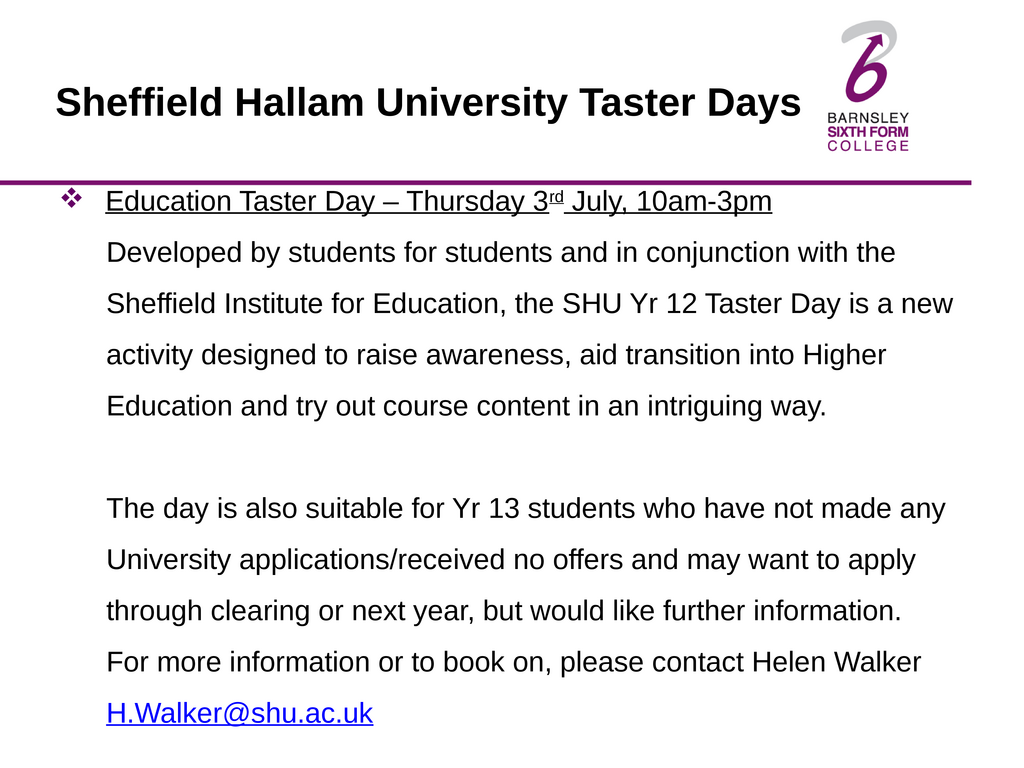 Sheffield Hallam University Taster Days
BARNSLEY
SIXTH FORM
COLLEGE
Education Taster Day – Thursday 3rd July, 10am-3pm
Developed by students for students and in conjunction with the
Sheffield Institute for Education, the SHU Yr 12 Taster Day is a new
activity designed to raise awareness, aid transition into Higher
Education and try out course content in an intriguing way.
The day is also suitable for Yr 13 students who have not made any
University applications/received no offers and may want to apply
through clearing or next year, but would like further information.
For more information or to book on, please contact Helen Walker
H.Walker@shu.ac.uk